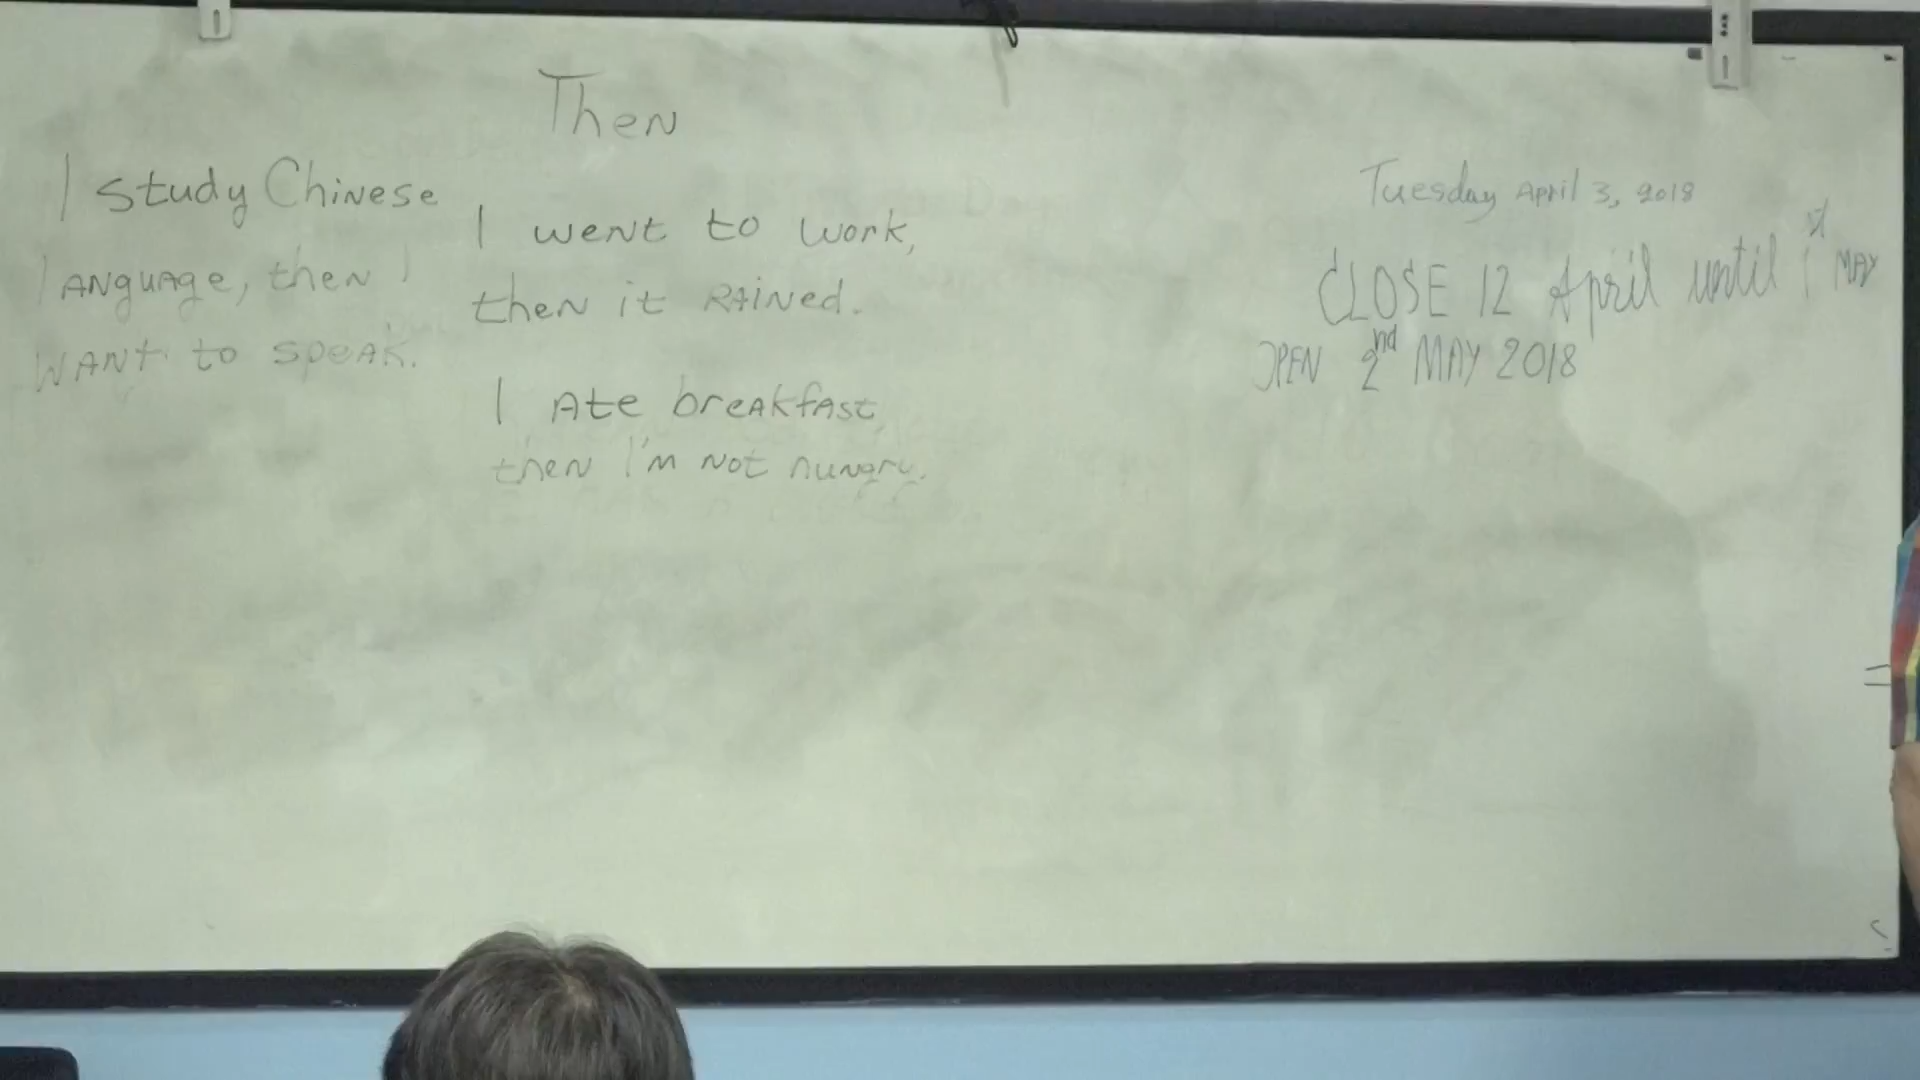 Then
I study Chinese
language, then I
want to speak.
I went to work,
then it rained.
I ate breakfast,
then I'm not hungry.
Tuesday April 3, 2018
CLOSE 12 April until 1st MAY
OPEN 2nd MAY 2018